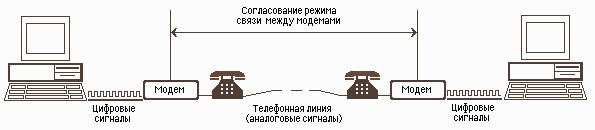 Согласование режима
связи между модемами
Модем
Модем
Цифровые
сигналы
Телефонная линия
(аналоговые сигналы)
Цифровые
сигналы